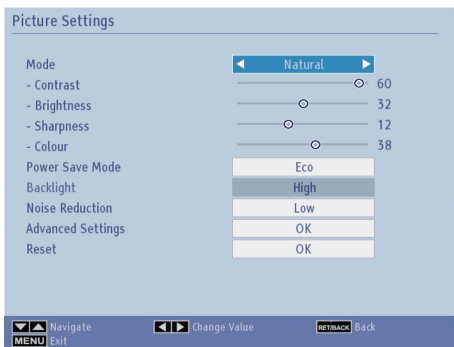 Picture Settings
Mode Natural
- Contrast 60
- Brightness 32
- Sharpness 12
- Colour 38
Power Save Mode Eco
Backlight High
Noise Reduction Low
Advanced Settings OK
Reset OK
Navigate Change Value RET/BACK Back
MENU Exit